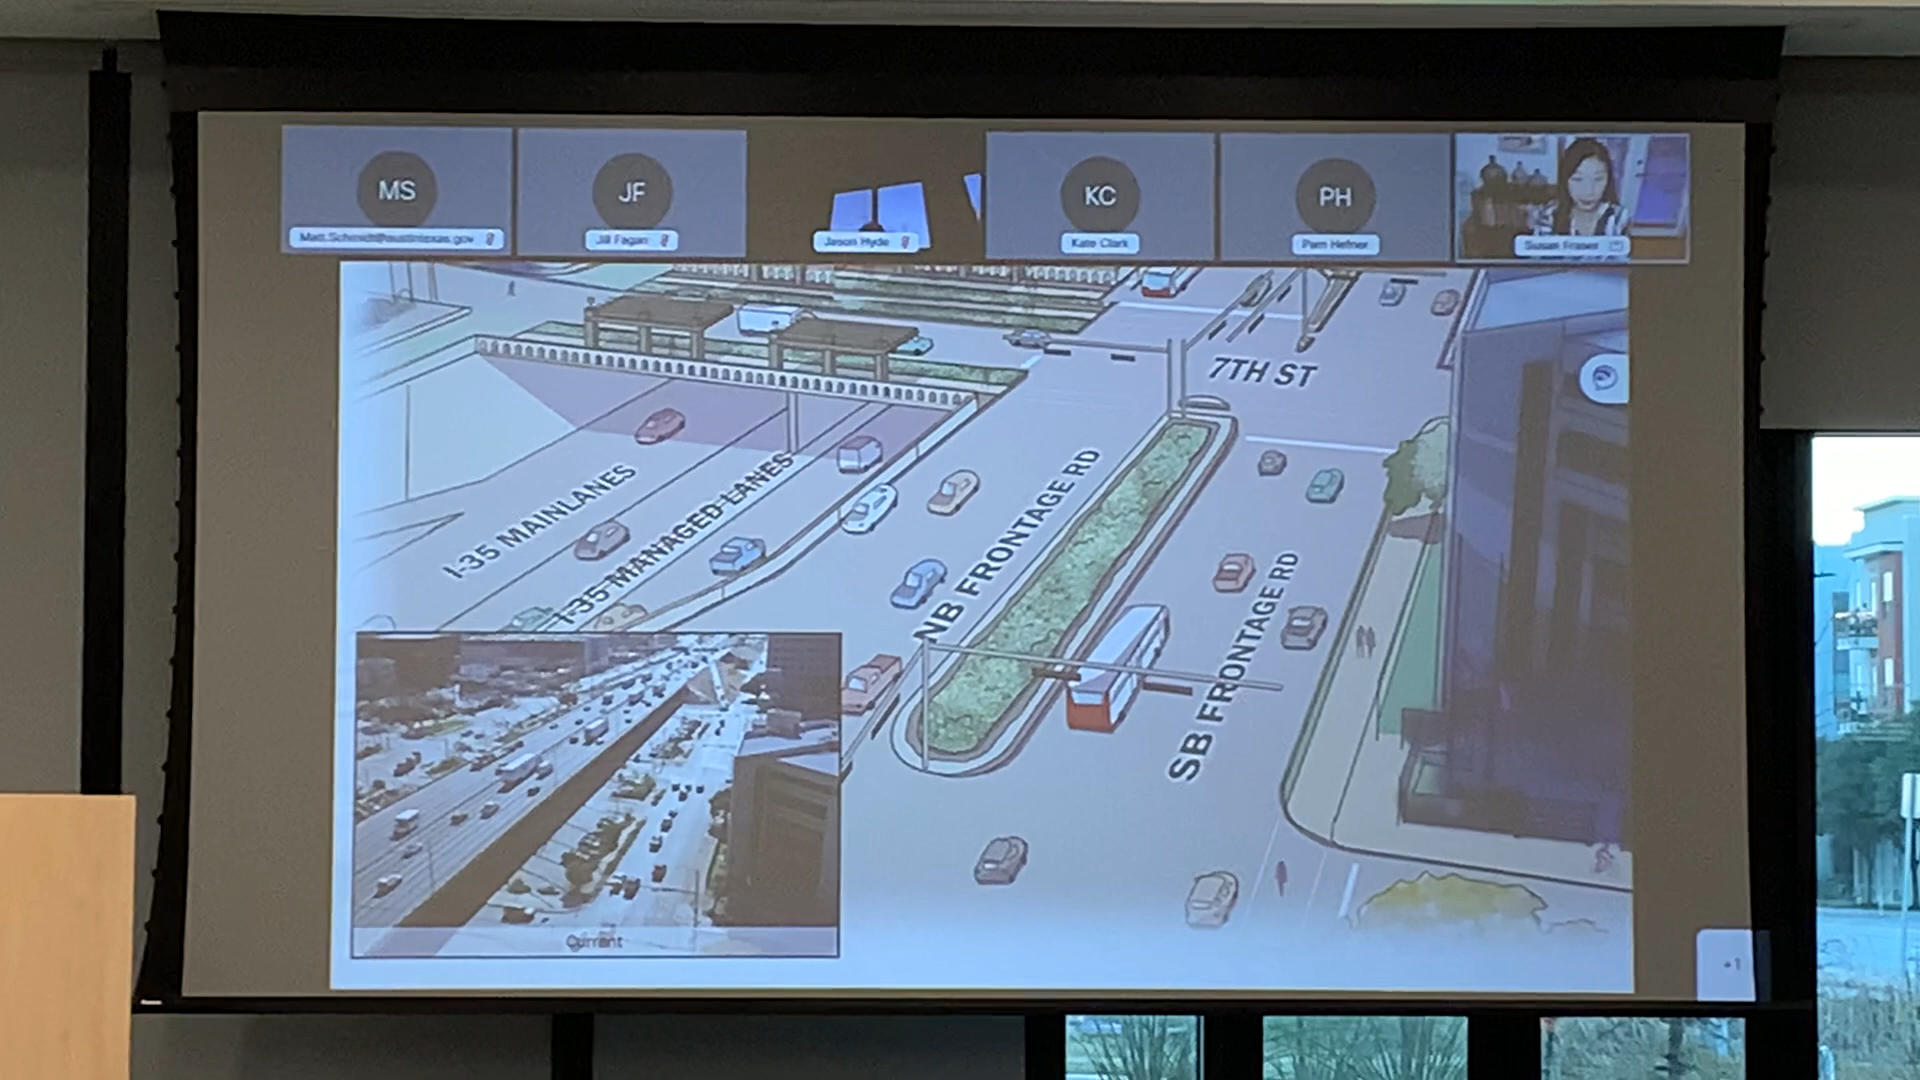 MS
JF
KC
PH
Matt.Schmidt@austintexas.gov
Jill Fagan
Jason Hyde
Kate Clark
Pam Hefner
Susan Fraser
7TH ST
I-35 MAINLANES
I-35 MANAGED LANES
NB FRONTAGE RD
SB FRONTAGE RD
Current
+1